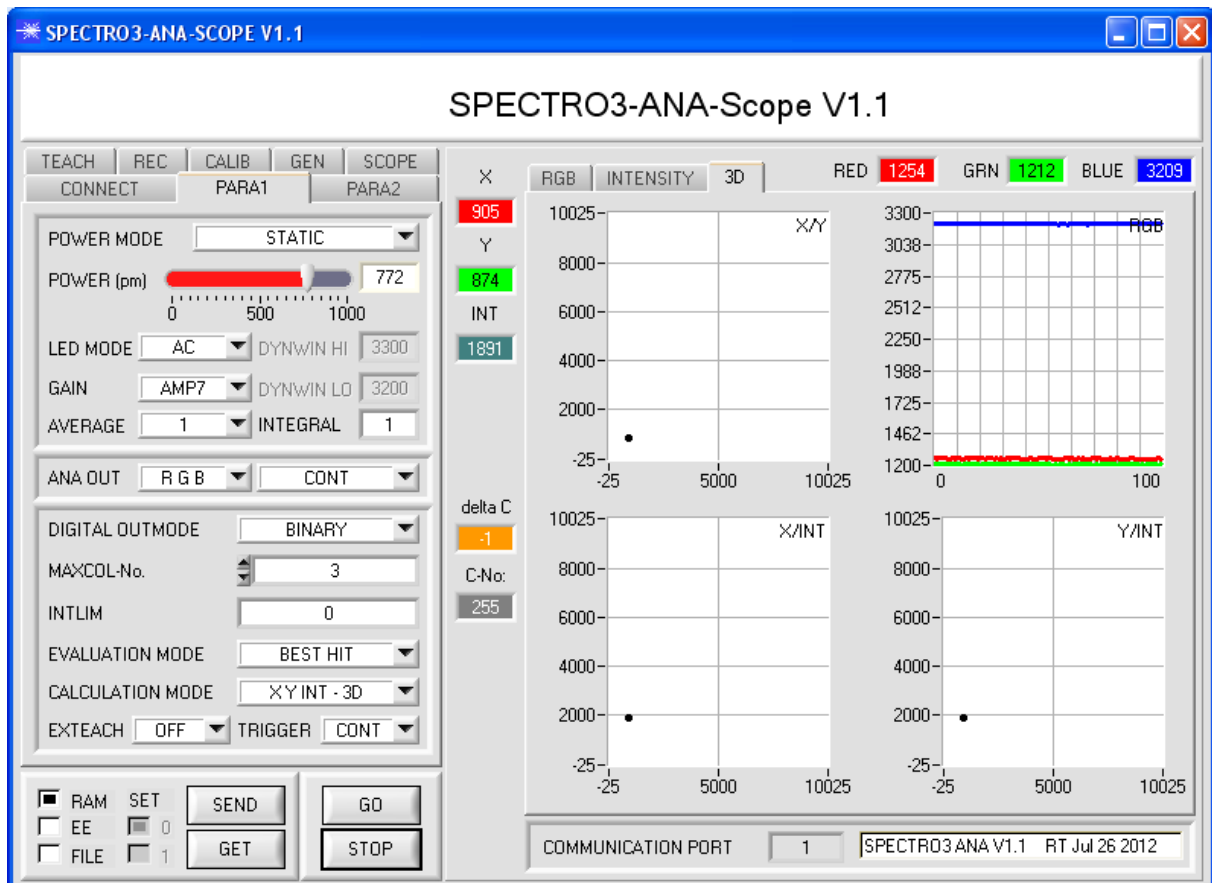 SPECTRO3-ANA-SCOPE V1.1
SPECTRO3-ANA-Scope V1.1
TEACH REC CALIB GEN SCOPE
CONNECT PARA1 PARA2
POWER MODE STATIC
POWER (pm) 772
0 500 1000
LED MODE AC DYNWIN HI 3300
GAIN AMP7 DYNWIN LO 3200
AVERAGE 1 INTEGRAL 1
ANA OUT R G B CONT
DIGITAL OUTMODE BINARY
MAXCOL-No. 3
INTLIM 0
EVALUATION MODE BEST HIT
CALCULATION MODE X Y INT - 3D
EXTEACH OFF TRIGGER CONT
RAM SET SEND GO
EE 0
FILE 1 GET STOP
X
905
Y
874
INT
1891
delta C
-1
C-No:
255
RGB INTENSITY 3D RED 1254 GRN 1212 BLUE 3209
X/Y
10025
8000
6000
4000
2000
-25
-25 5000 10025
RGB
3300
3038
2775
2512
2250
1988
1725
1462
1200
0 100
X/INT
10025
8000
6000
4000
2000
-25
-25 5000 10025
Y/INT
10025
8000
6000
4000
2000
-25
-25 5000 10025
COMMUNICATION PORT 1 SPECTRO3 ANA V1.1 RT Jul 26 2012